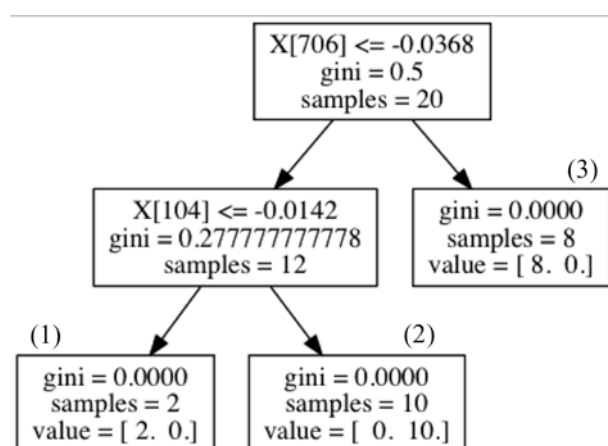 X[706] <= -0.0368
gini = 0.5
samples = 20
(3)
X[104] <= -0.0142
gini = 0.277777777778
samples = 12
gini = 0.0000
samples = 8
value = [ 8. 0.]
(1)
(2)
gini = 0.0000
samples = 2
value = [ 2. 0.]
gini = 0.0000
samples = 10
value = [ 0. 10.]